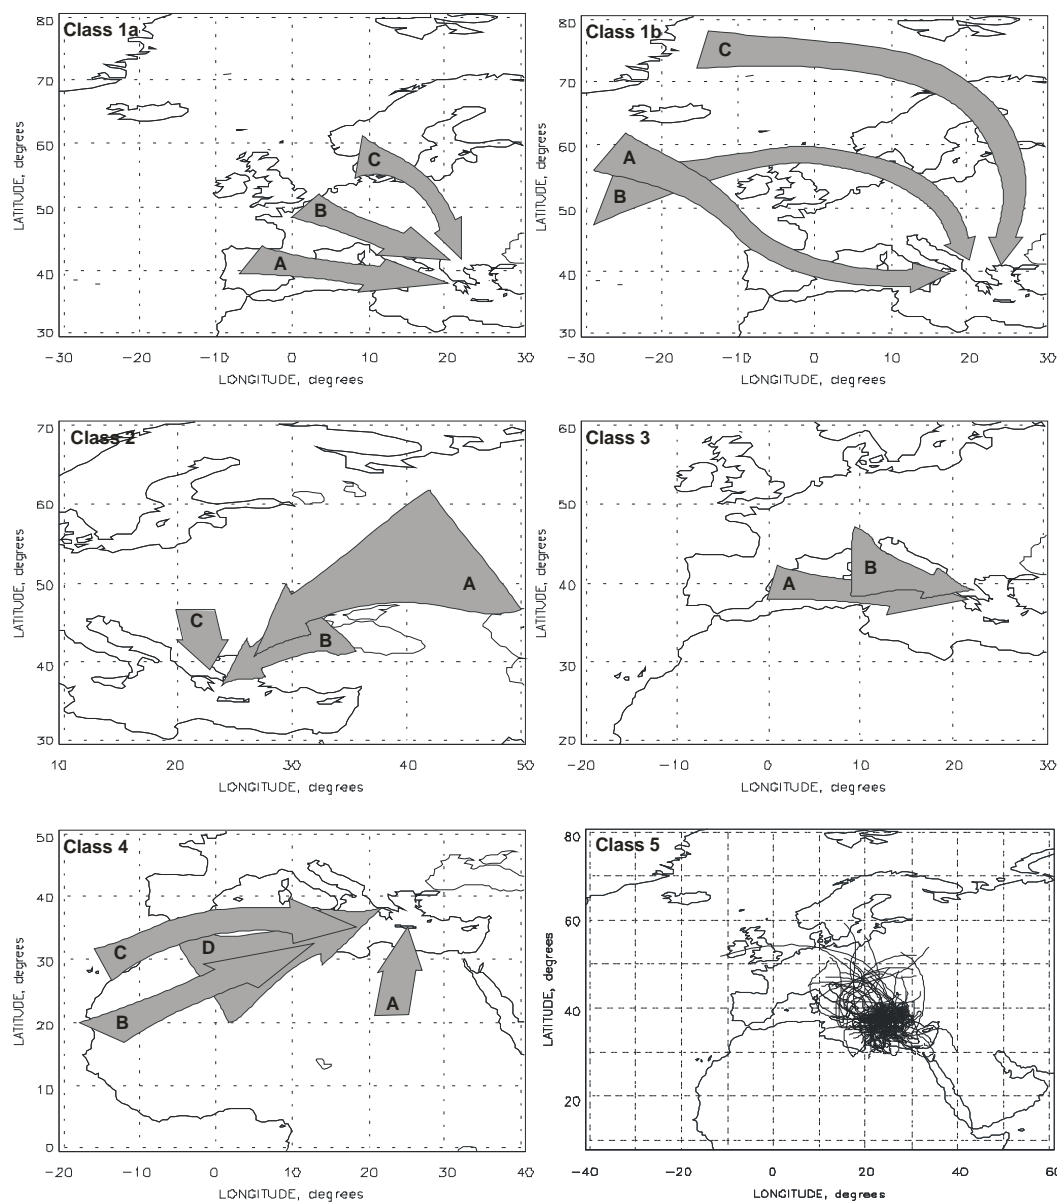 Class 1a
80
70
60
50
40
30
LATITUDE, degrees
A
B
C
-30
-20
-10
0
10
20
30
LONGITUDE, degrees
Class 1b
80
70
60
50
40
30
LATITUDE, degrees
A
B
C
-30
-20
-10
0
10
20
30
LONGITUDE, degrees
Class 2
70
60
50
40
30
LATITUDE, degrees
A
B
C
10
20
30
40
50
LONGITUDE, degrees
Class 3
60
50
40
30
20
LATITUDE, degrees
A
B
-20
-10
0
10
20
30
LONGITUDE, degrees
Class 4
50
40
30
20
10
0
LATITUDE, degrees
C
D
B
A
-20
-10
0
10
20
30
40
LONGITUDE, degrees
Class 5
80
60
40
20
LATITUDE, degrees
-40
-20
0
20
40
60
LONGITUDE, degrees